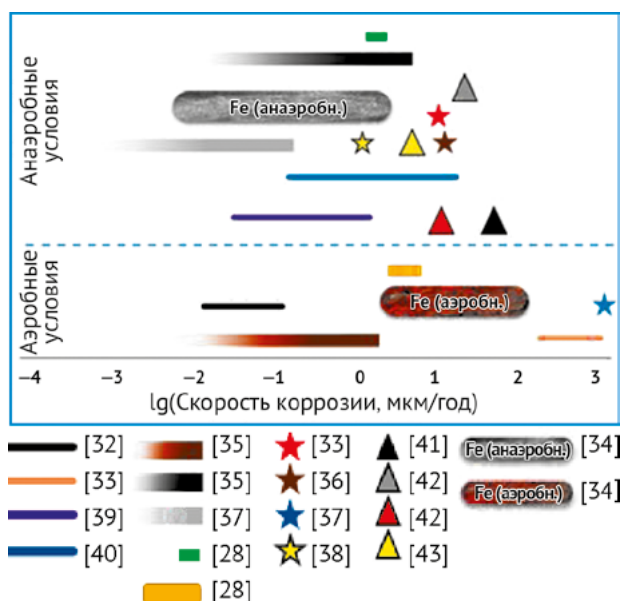 Анаэробные
условия
Fe (анаэробн.)
Аэробные
условия
Fe (аэробн.)
−4 −3 −2 −1 0 1 2 3
lg(Скорость коррозии, мкм/год)
[32] [35] [33] [41] Fe (анаэробн.) [34]
[33] [35] [36] [42] Fe (аэробн.) [34]
[39] [37] [37] [42]
[40] [28] [38] [43]
[28]